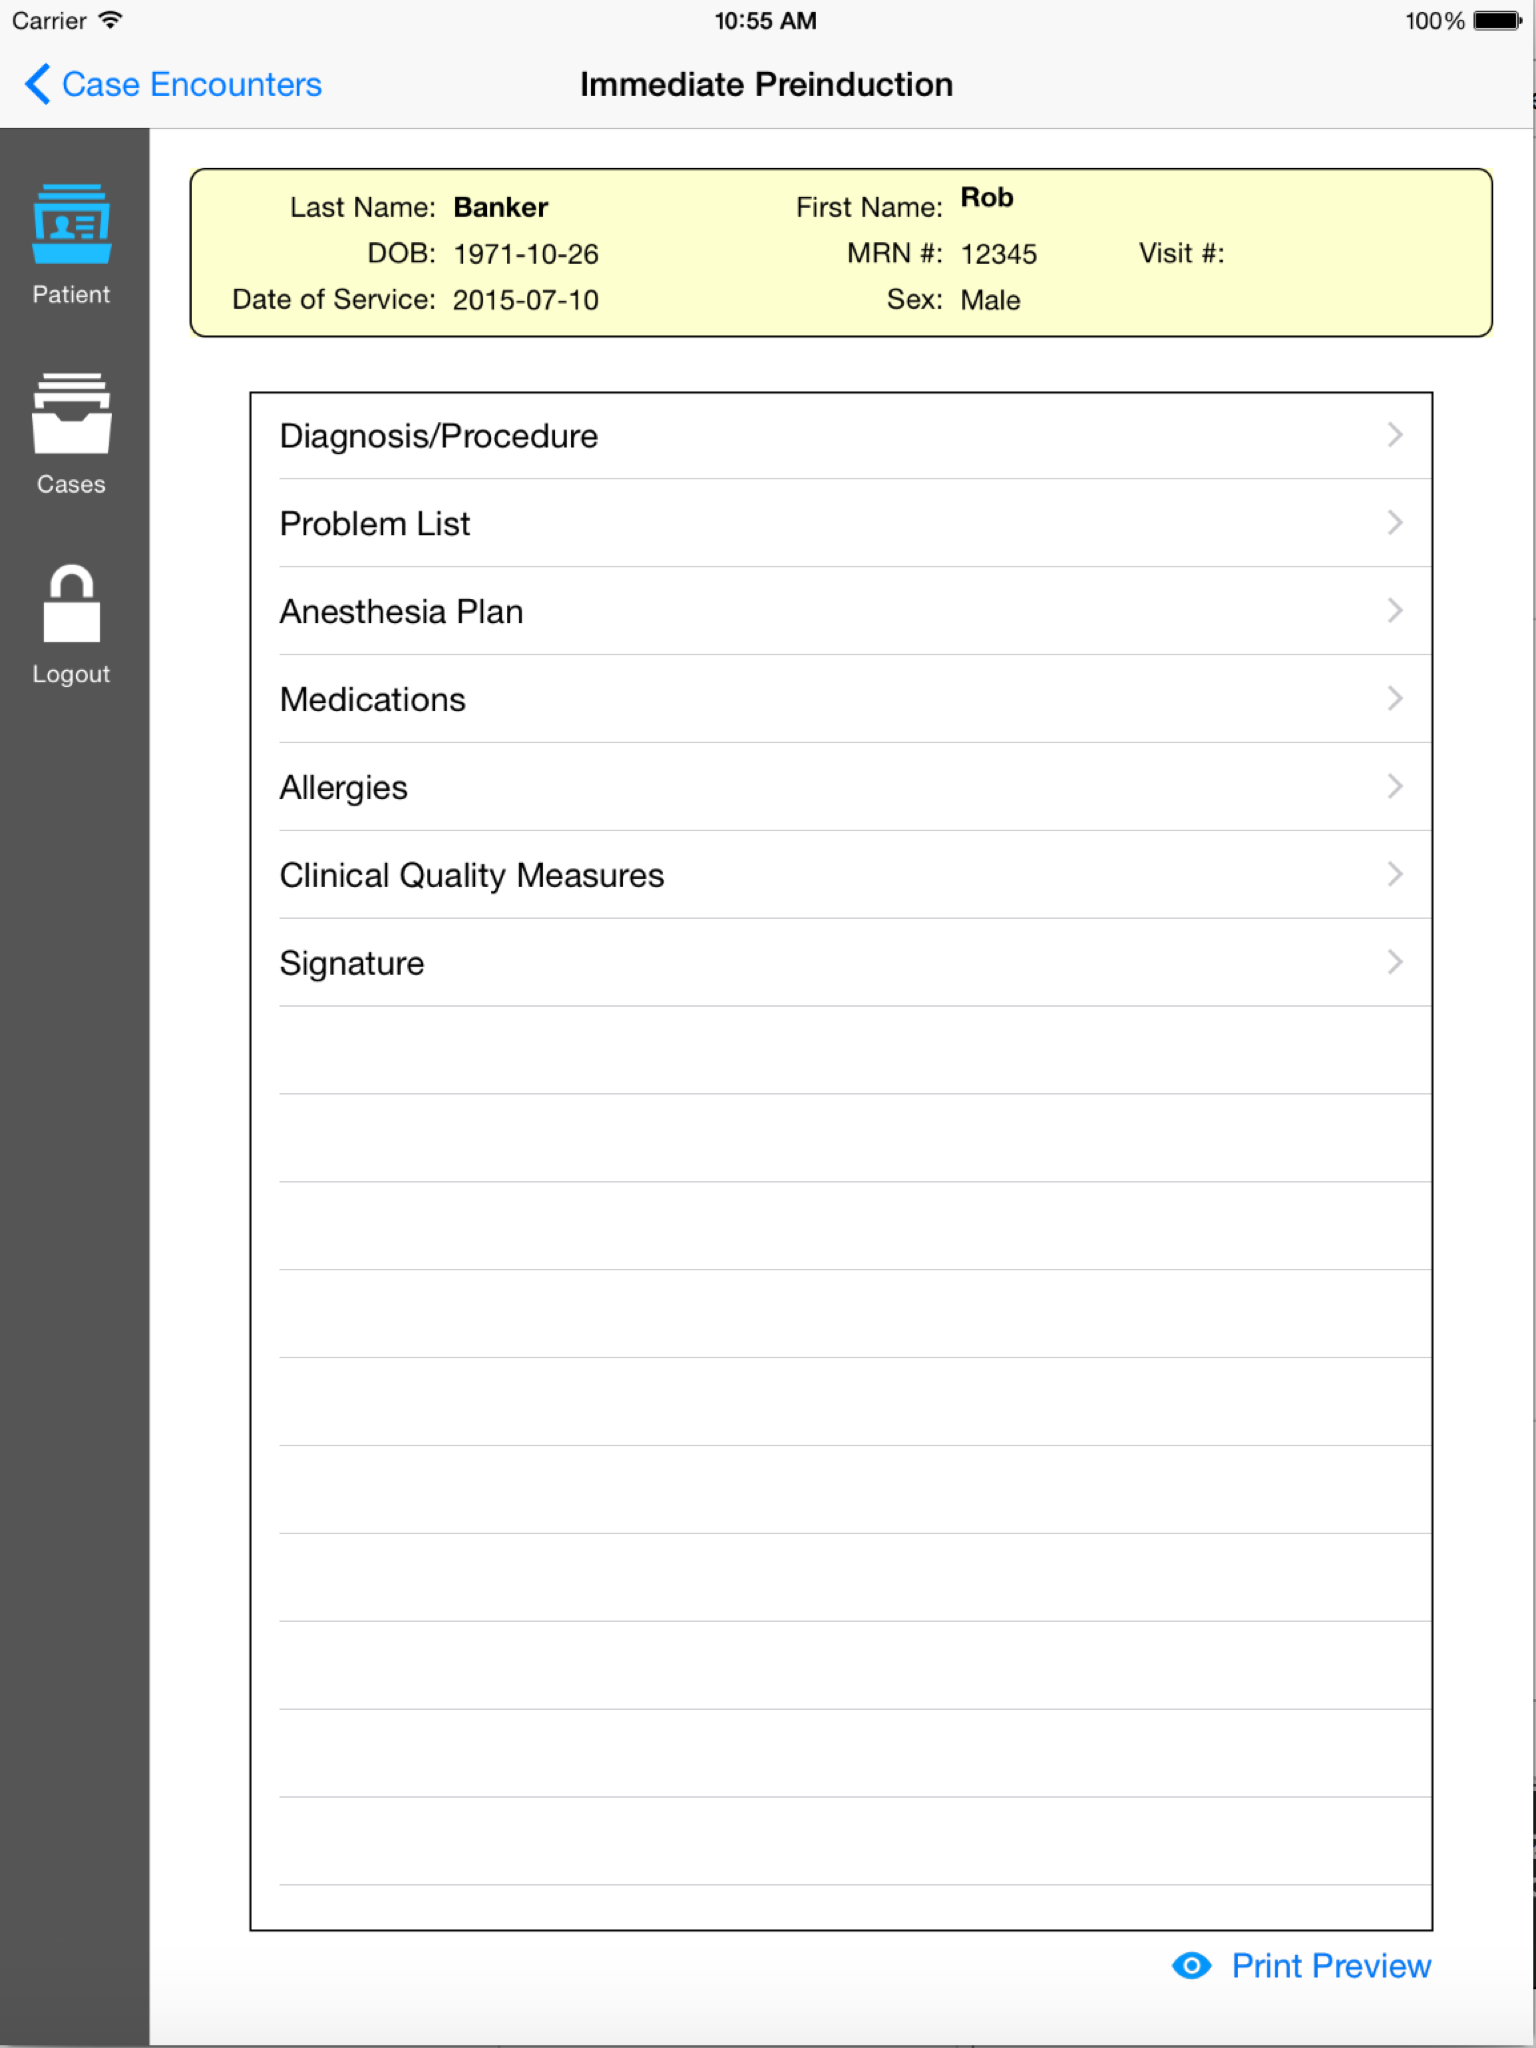 Carrier 10:55 AM 100%
Case Encounters Immediate Preinduction
Patient
Cases
Logout
Last Name: Banker First Name: Rob
DOB: 1971-10-26 MRN #: 12345 Visit #:
Date of Service: 2015-07-10 Sex: Male
Diagnosis/Procedure
Problem List
Anesthesia Plan
Medications
Allergies
Clinical Quality Measures
Signature
Print Preview